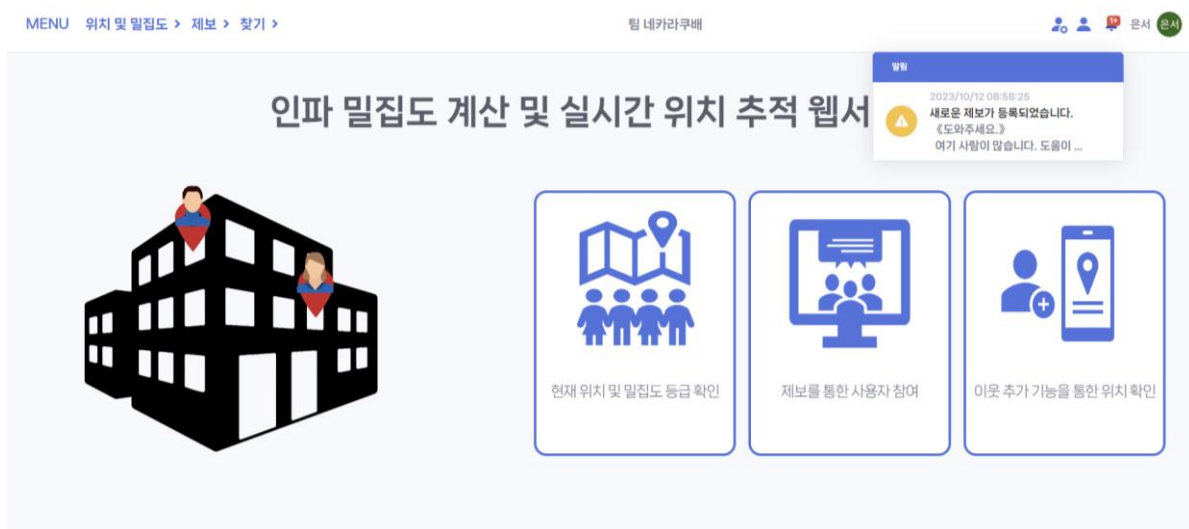 MENU 위치 및 밀집도 > 제보 > 찾기 >
팀 네카라쿠배
1+
은서 은서
알림
2023/10/12 08:58:25
새로운 제보가 등록되었습니다.
《도와주세요.》
여기 사람이 많습니다. 도움이 ...
인파 밀집도 계산 및 실시간 위치 추적 웹서
현재 위치 및 밀집도 등급 확인
제보를 통한 사용자 참여
이웃 추가 기능을 통한 위치 확인